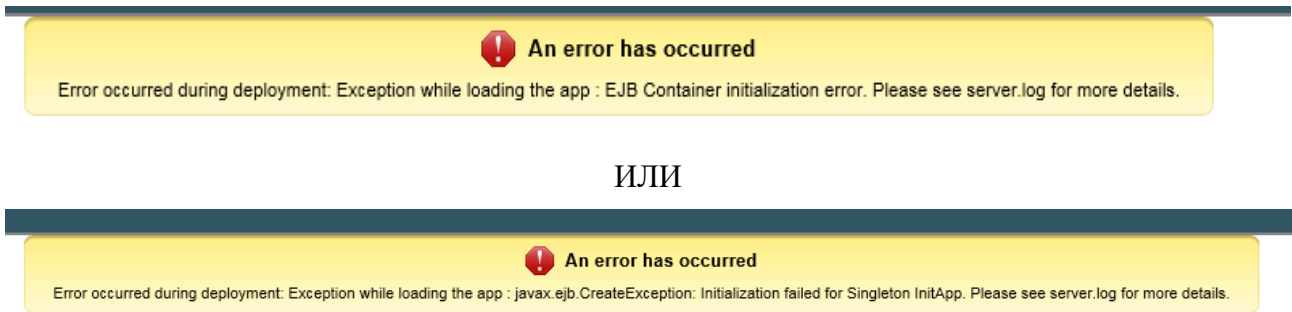 An error has occurred
Error occurred during deployment: Exception while loading the app : EJB Container initialization error. Please see server.log for more details.
или
An error has occurred
Error occurred during deployment: Exception while loading the app : javax.ejb.CreateException: Initialization failed for Singleton InitApp. Please see server.log for more details.